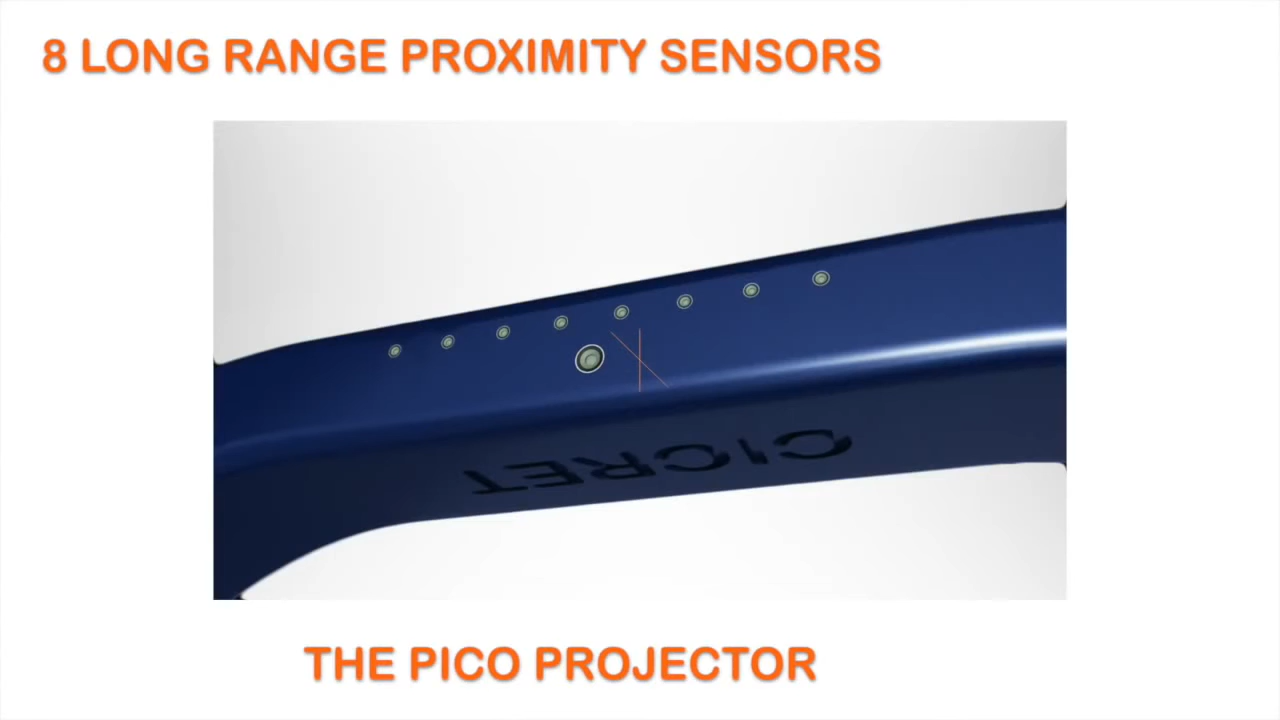 8 LONG RANGE PROXIMITY SENSORS
CICRET
THE PICO PROJECTOR